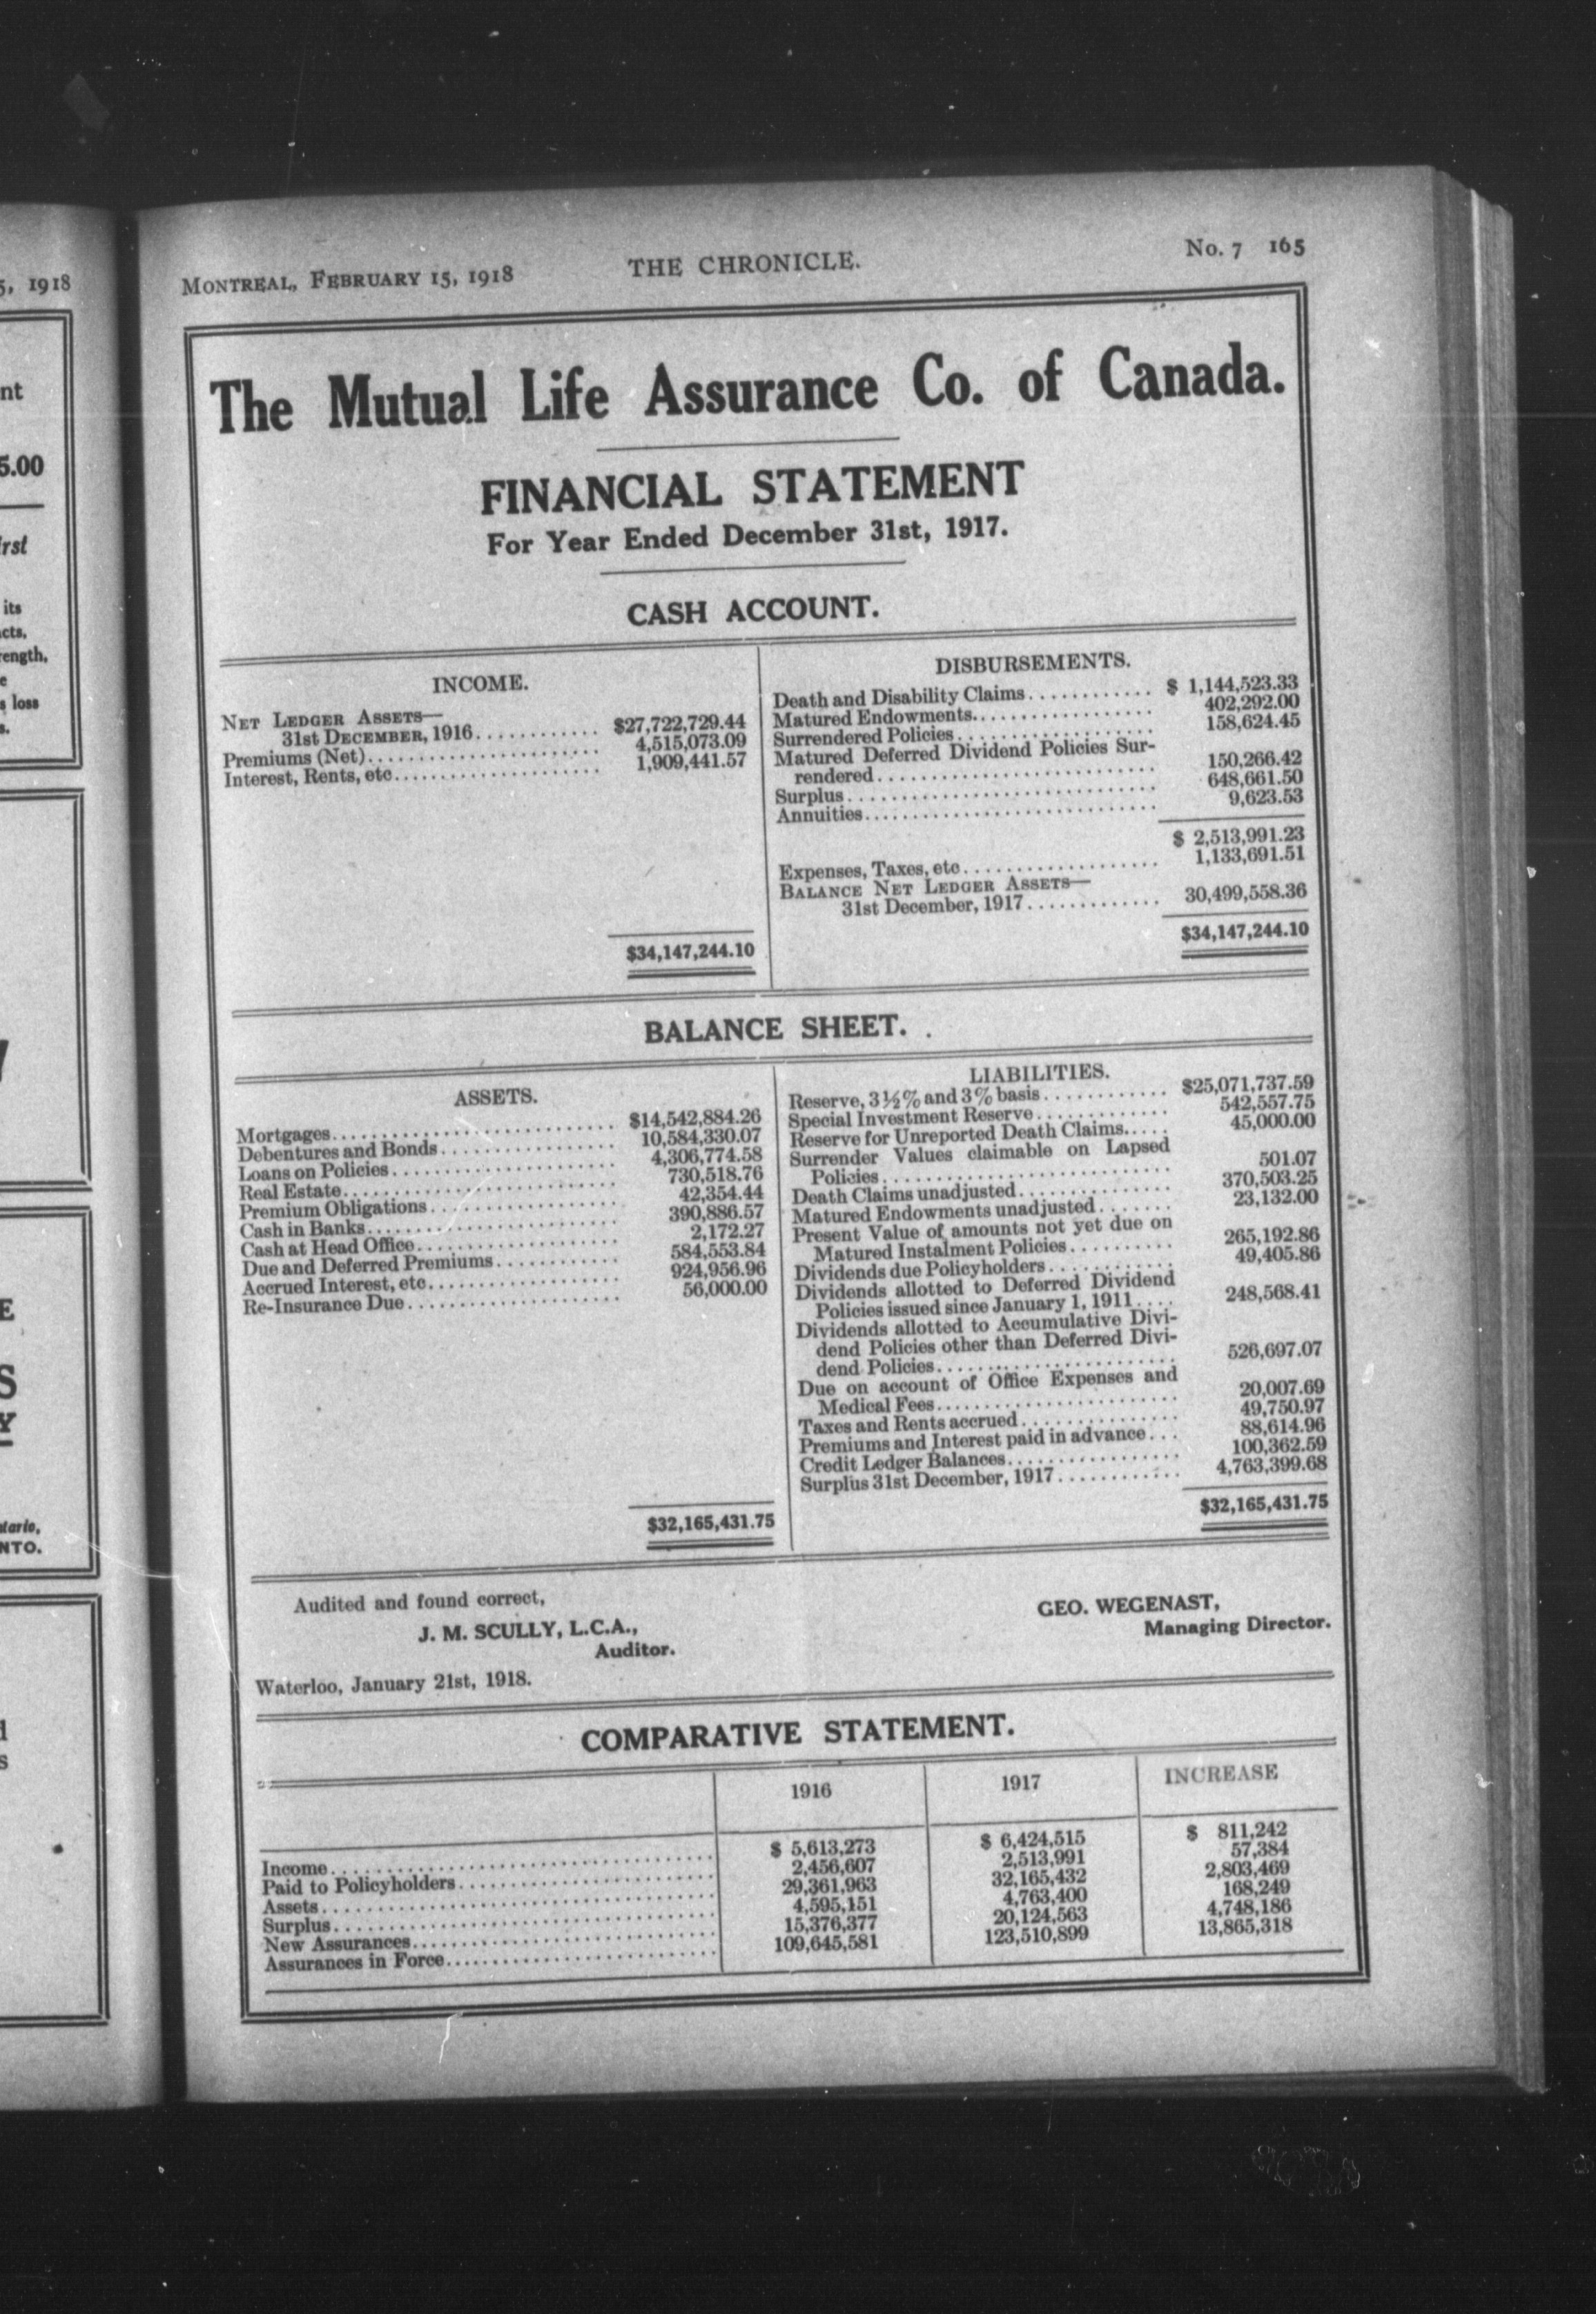 5, 1918
nt
5.00
irst
its
acts,
rength,
e
s loss
s.
E
S
Y
ntario,
NTO.
d
s
MONTREAL, FEBRUARY 15, 1918 THE CHRONICLE. No. 7 165
The Mutual Life Assurance Co. of Canada.
FINANCIAL STATEMENT
For Year Ended December 31st, 1917.
CASH ACCOUNT.
INCOME.
NET LEDGER ASSETS—
31st DECEMBER, 1916............ $27,722,729.44
Premiums (Net)........................ 4,515,073.09
Interest, Rents, etc..................... 1,909,441.57
$34,147,244.10
DISBURSEMENTS.
Death and Disability Claims............ $ 1,144,523.33
Matured Endowments.................. 402,292.00
Surrendered Policies.................... 158,624.45
Matured Deferred Dividend Policies Sur-
rendered............................ 150,266.42
Surplus............................... 648,661.50
Annuities............................. 9,623.53
$ 2,513,991.23
Expenses, Taxes, etc.................... 1,133,691.51
BALANCE NET LEDGER ASSETS—
31st December, 1917............. 30,499,558.36
$34,147,244.10
BALANCE SHEET.
ASSETS.
Mortgages............................ $14,542,884.26
Debentures and Bonds................. 10,584,330.07
Loans on Policies....................... 4,306,774.58
Real Estate........................... 730,518.76
Premium Obligations................... 42,354.44
Cash in Banks......................... 390,886.57
Cash at Head Office.................... 2,172.27
Due and Deferred Premiums............ 584,553.84
Accrued Interest, etc................... 924,956.96
Re-Insurance Due..................... 56,000.00
$32,165,431.75
LIABILITIES.
Reserve, 3½% and 3% basis............ $25,071,737.59
Special Investment Reserve............. 542,557.75
Reserve for Unreported Death Claims..... 45,000.00
Surrender Values claimable on Lapsed
Policies............................ 501.07
Death Claims unadjusted............... 370,503.25
Matured Endowments unadjusted....... 23,132.00
Present Value of amounts not yet due on
Matured Instalment Policies.......... 265,192.86
Dividends due Policyholders............ 49,405.86
Dividends allotted to Deferred Dividend
Policies issued since January 1, 1911.... 248,568.41
Dividends allotted to Accumulative Divi-
dend Policies other than Deferred Divi-
dend Policies........................ 526,697.07
Due on account of Office Expenses and
Medical Fees........................ 20,007.69
Taxes and Rents accrued............... 49,750.97
Premiums and Interest paid in advance... 88,614.96
Credit Ledger Balances................. 100,362.59
Surplus 31st December, 1917............ 4,763,399.68
$32,165,431.75
Audited and found correct,
J. M. SCULLY, L.C.A.,
Auditor.
Waterloo, January 21st, 1918.
GEO. WEGENAST,
Managing Director.
COMPARATIVE STATEMENT.
1916 1917 INCREASE
Income...................................... $ 5,613,273 $ 6,424,515 $ 811,242
Paid to Policyholders......................... 2,456,607 2,513,991 57,384
Assets....................................... 29,361,963 32,165,432 2,803,469
Surplus...................................... 4,595,151 4,763,400 168,249
New Assurances.............................. 15,376,377 20,124,563 4,748,186
Assurances in Force.......................... 109,645,581 123,510,899 13,865,318